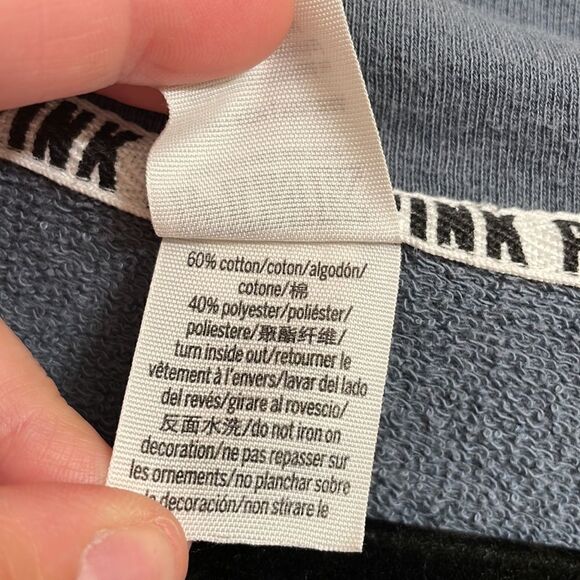 INK
PINK P
60% cotton/coton/algodón/
cotone/棉
40% polyester/poliéster/
poliestere/聚酯纤维/
turn inside out/retourner le
vêtement à l'envers/lavar del lado
del revés/girare al rovescio/
反面水洗/do not iron on
decoration/ne pas repasser sur
les ornements/no planchar sobre
la decoración/non stirare le